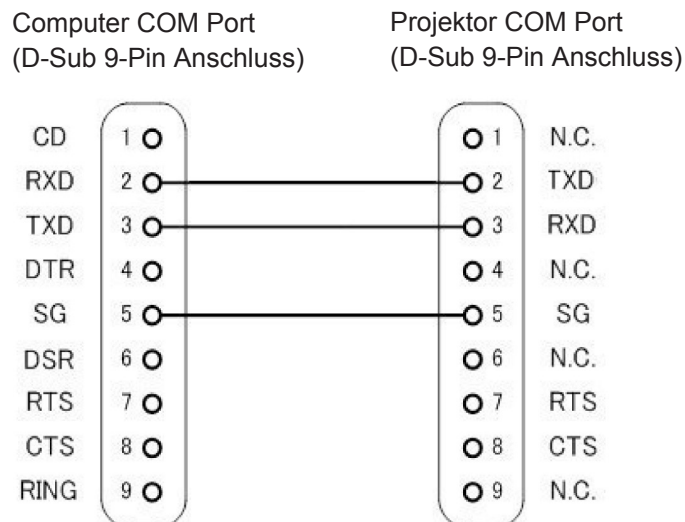 Computer COM Port
(D-Sub 9-Pin Anschluss)
Projektor COM Port
(D-Sub 9-Pin Anschluss)
CD 1 1 N.C.
RXD 2 2 TXD
TXD 3 3 RXD
DTR 4 4 N.C.
SG 5 5 SG
DSR 6 6 N.C.
RTS 7 7 RTS
CTS 8 8 CTS
RING 9 9 N.C.